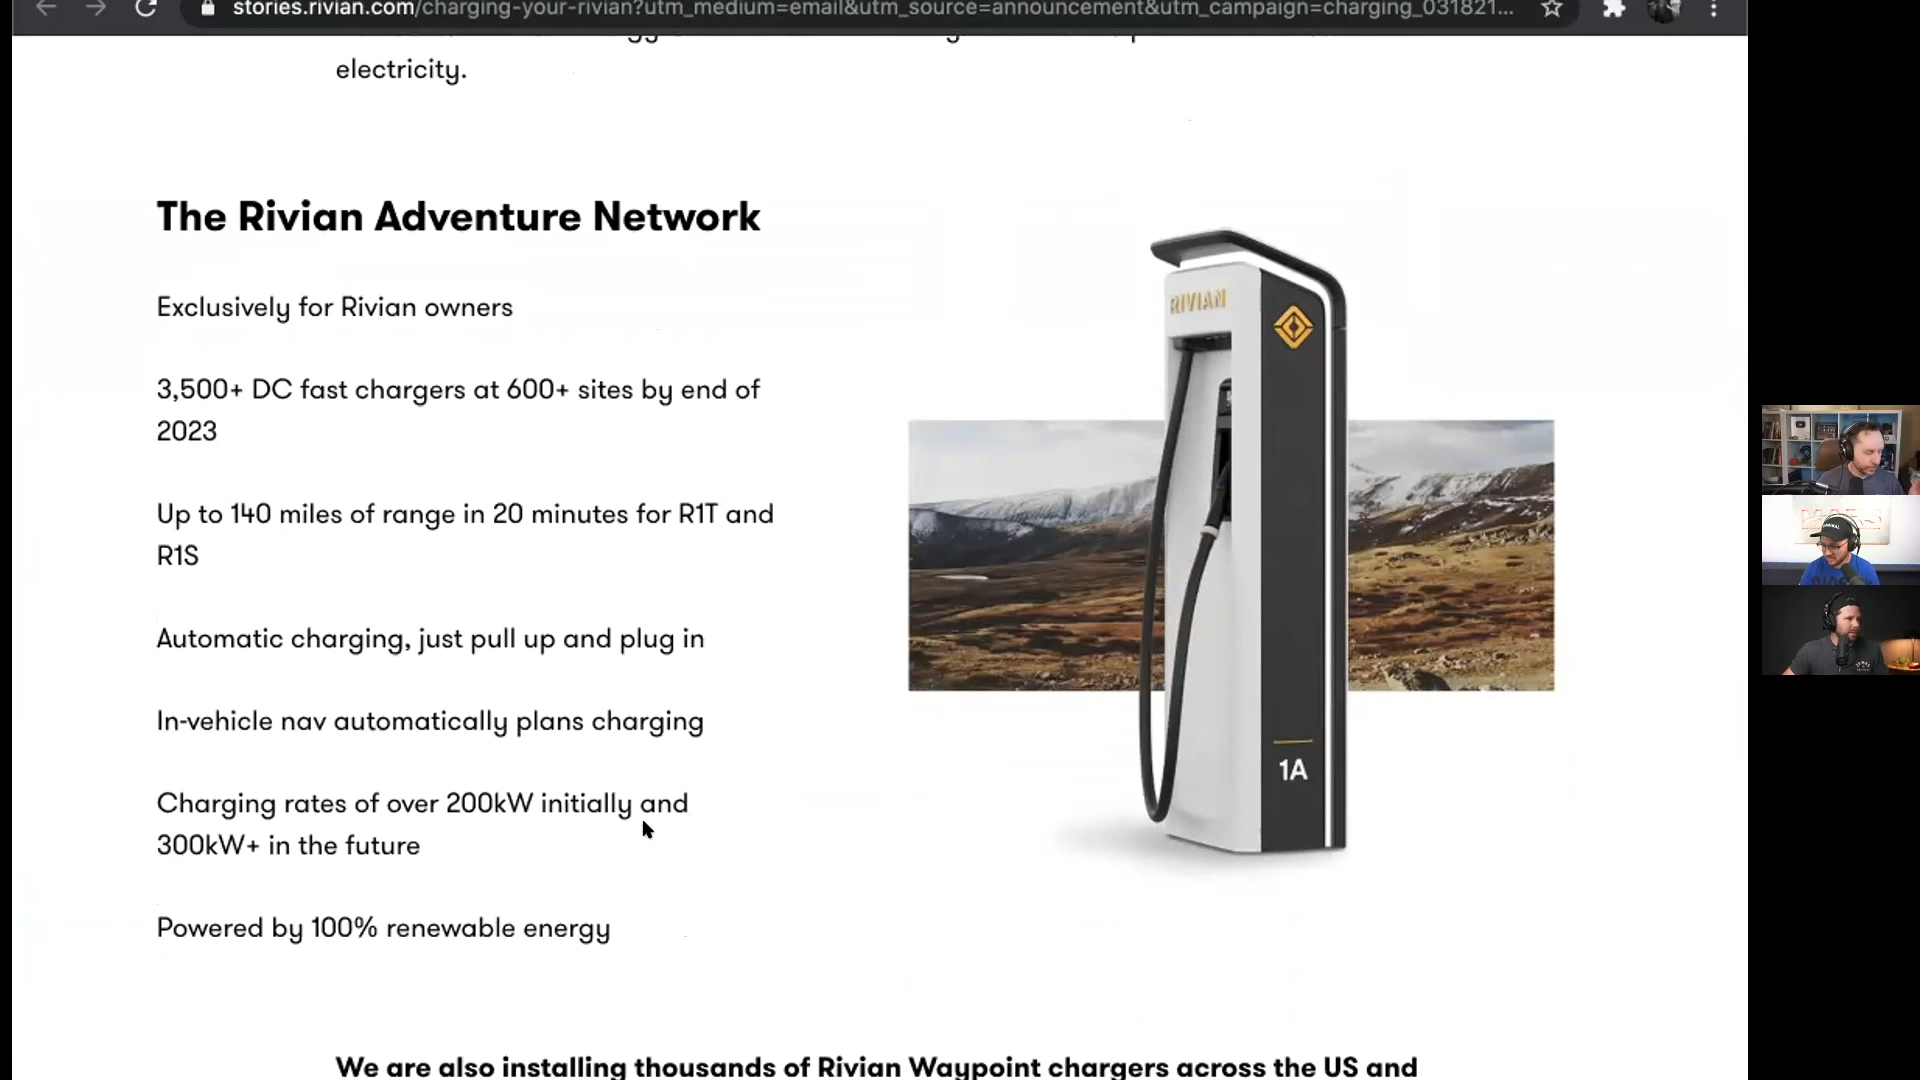 stories.rivian.com/charging-your-rivian?utm_medium=email&utm_source=announcement&utm_campaign=charging_031821...
electricity.
The Rivian Adventure Network
Exclusively for Rivian owners
3,500+ DC fast chargers at 600+ sites by end of
2023
Up to 140 miles of range in 20 minutes for R1T and
R1S
Automatic charging, just pull up and plug in
In-vehicle nav automatically plans charging
Charging rates of over 200kW initially and
300kW+ in the future
Powered by 100% renewable energy
RIVIAN
1A
We are also installing thousands of Rivian Waypoint chargers across the US and